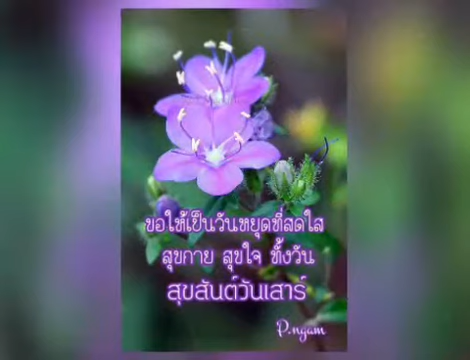 ขอให้เป็นวันหยุดที่สดใส
สุขกาย สุขใจ ทั้งวัน
สุขสันต์วันเสาร์
P.ngam